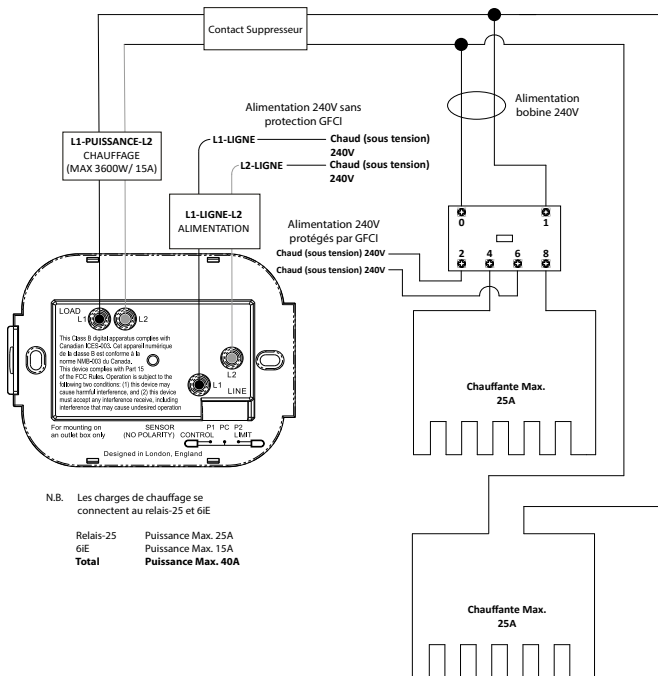 Contact Suppresseur
Alimentation 240V sans
protection GFCI
Alimentation
bobine 240V
L1-PUISSANCE-L2
CHAUFFAGE
(MAX 3600W/ 15A)
L1-LIGNE
Chaud (sous tension)
240V
L2-LIGNE
Chaud (sous tension)
240V
L1-LIGNE-L2
ALIMENTATION
0 1
2 4 6 8
Alimentation 240V
protégés par GFCI
Chaud (sous tension) 240V
Chaud (sous tension) 240V
LOAD
L1 L2
This Class B digital apparatus complies with
Canadian ICES-003. Cet appareil numérique
de la classe B est conforme à la
norme NMB-003 du Canada.
This device complies with Part 15
of the FCC Rules. Operation is subject to the
following two conditions: (1) this device may
cause harmful interference, and (2) this device
must accept any interference receive, including
interference that may cause undesired operation
L2
L1
LINE
For mounting on
an outlet box only
SENSOR
(NO POLARITY)
P1 PC P2
CONTROL LIMIT
Designed in London, England
Chauffante Max.
25A
N.B. Les charges de chauffage se
connectent au relais-25 et 6iE
Relais-25 Puissance Max. 25A
6iE Puissance Max. 15A
Total Puissance Max. 40A
Chauffante Max.
25A